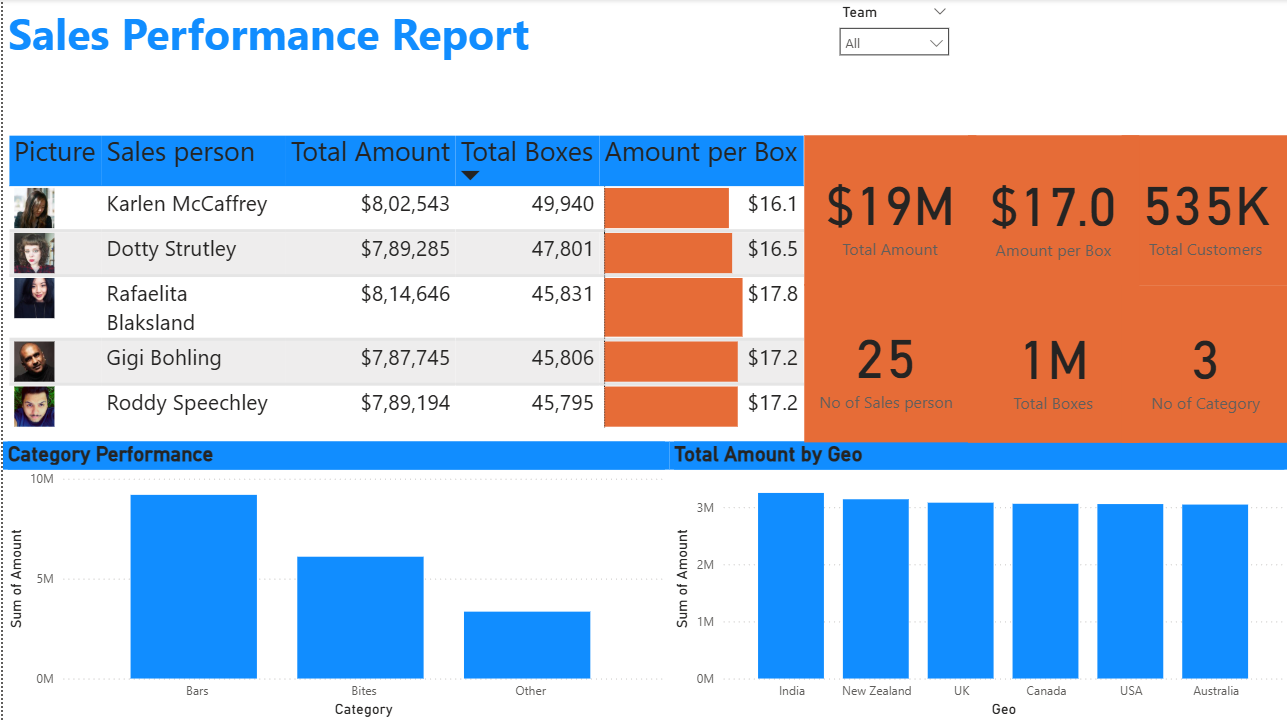 Sales Performance Report
Team
All
Picture Sales person Total Amount Total Boxes Amount per Box
Karlen McCaffrey $8,02,543 49,940 $16.1
Dotty Strutley $7,89,285 47,801 $16.5
Rafaelita $8,14,646 45,831 $17.8
Blaksland
Gigi Bohling $7,87,745 45,806 $17.2
Roddy Speechley $7,89,194 45,795 $17.2
$19M $17.0 535K
Total Amount Amount per Box Total Customers
25 1M 3
No of Sales person Total Boxes No of Category
Category Performance
10M
5M
0M
Sum of Amount
Bars Bites Other
Category
Total Amount by Geo
3M
2M
1M
0M
Sum of Amount
India New Zealand UK Canada USA Australia
Geo